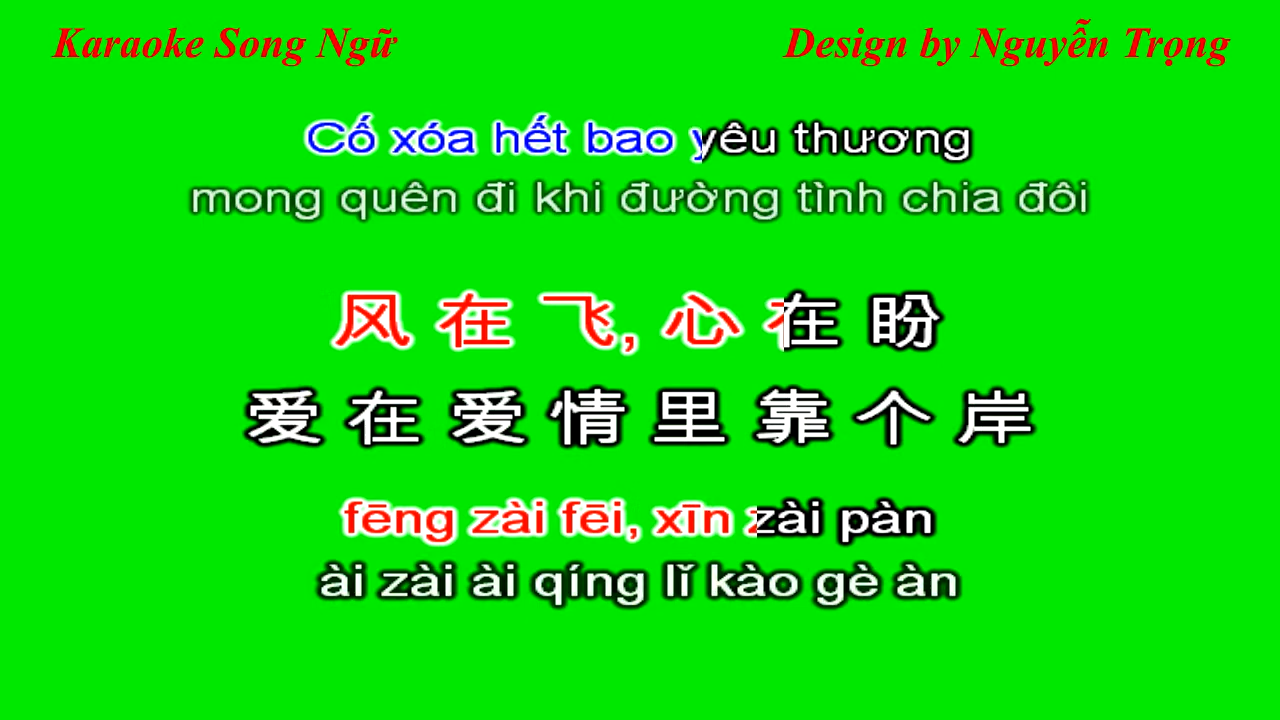 Karaoke Song Ngữ
Design by Nguyễn Trọng
Cố xóa hết bao yêu thương
mong quên đi khi đường tình chia đôi
风 在 飞, 心 在 盼
爱 在 爱 情 里 靠 个 岸
fēng zài fēi, xīn zài pàn
ài zài ài qíng lǐ kào gè àn